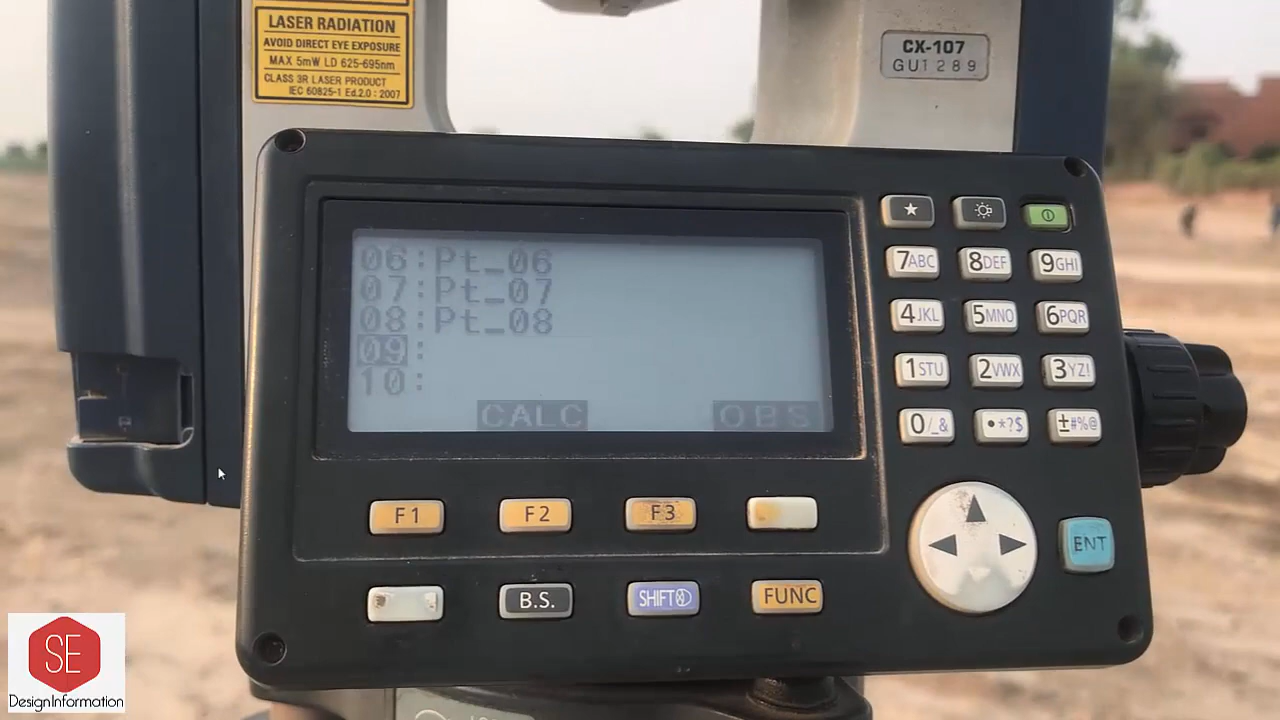 LASER RADIATION
AVOID DIRECT EYE EXPOSURE
MAX 5mW LD 625-695nm
CLASS 3R LASER PRODUCT
IEC 60825-1 Ed.2.0 : 2007
CX-107
GU1289
06:Pt_06
07:Pt_07
08:Pt_08
09:
10:
CALC OBS
7ABC 8DEF 9GHI
4JKL 5MNO 6PQR
1STU 2VWX 3YZ!
0/_& •*?$ ±#%@
F1 F2 F3
ENT
B.S. SHIFT FUNC
SE
DesignInformation